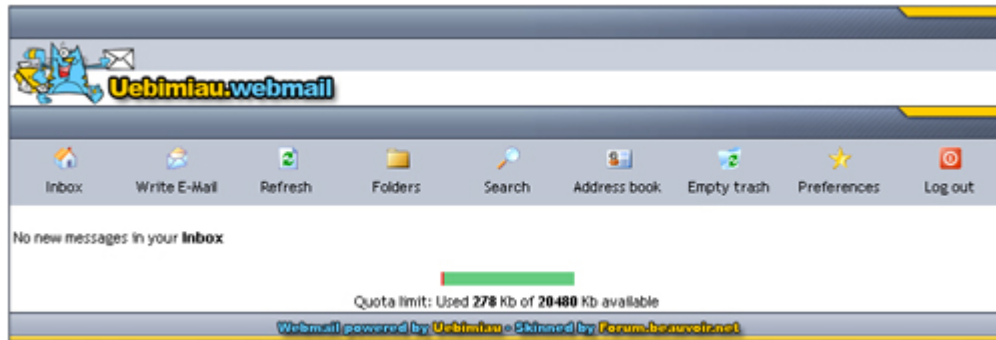 Uebimiau.webmail
Inbox Write E-Mail Refresh Folders Search Address book Empty trash Preferences Log out
No new messages in your Inbox
Quota limit: Used 278 Kb of 20480 Kb available
Webmail powered by Uebimiau - Skinned by Forum.beauvoir.net